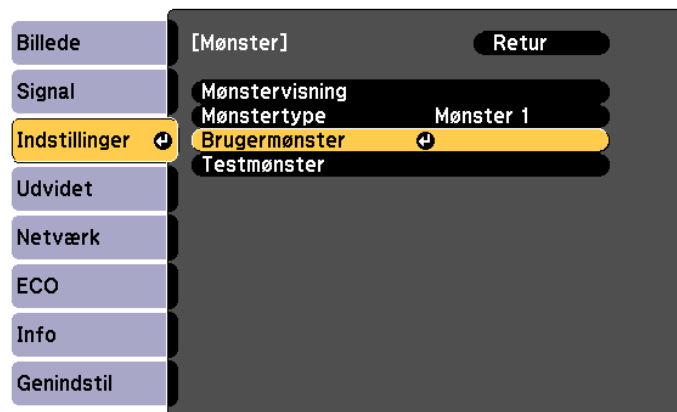 Billede
Signal
Indstillinger
Udvidet
Netværk
ECO
Info
Genindstil
[Mønster] Retur
Mønstervisning
Mønstertype Mønster 1
Brugermønster
Testmønster